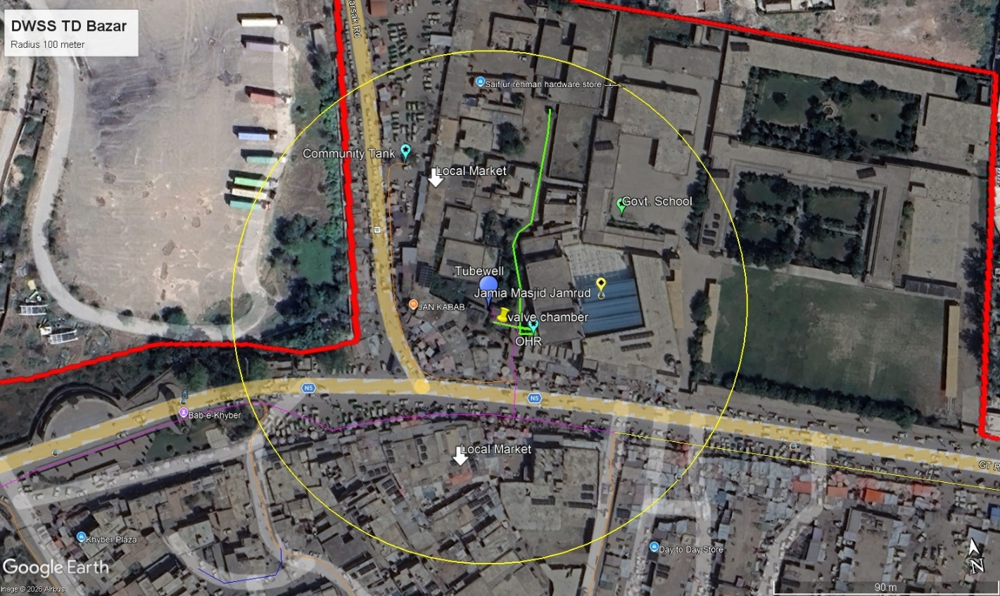 DWSS TD Bazar
Radius 100 meter
Saif ur rehman hardware store
Community Tank
Local Market
Govt. School
Tubewell
Jamia Masjid Jamrud
JAN KABAB
valve chamber
OHR
N5
N5
Bab-e-Khyber
Local Market
GT R
Khyber Plaza
Day to Day Store
Google Earth
Image © 2026 Airbus
N
90 m